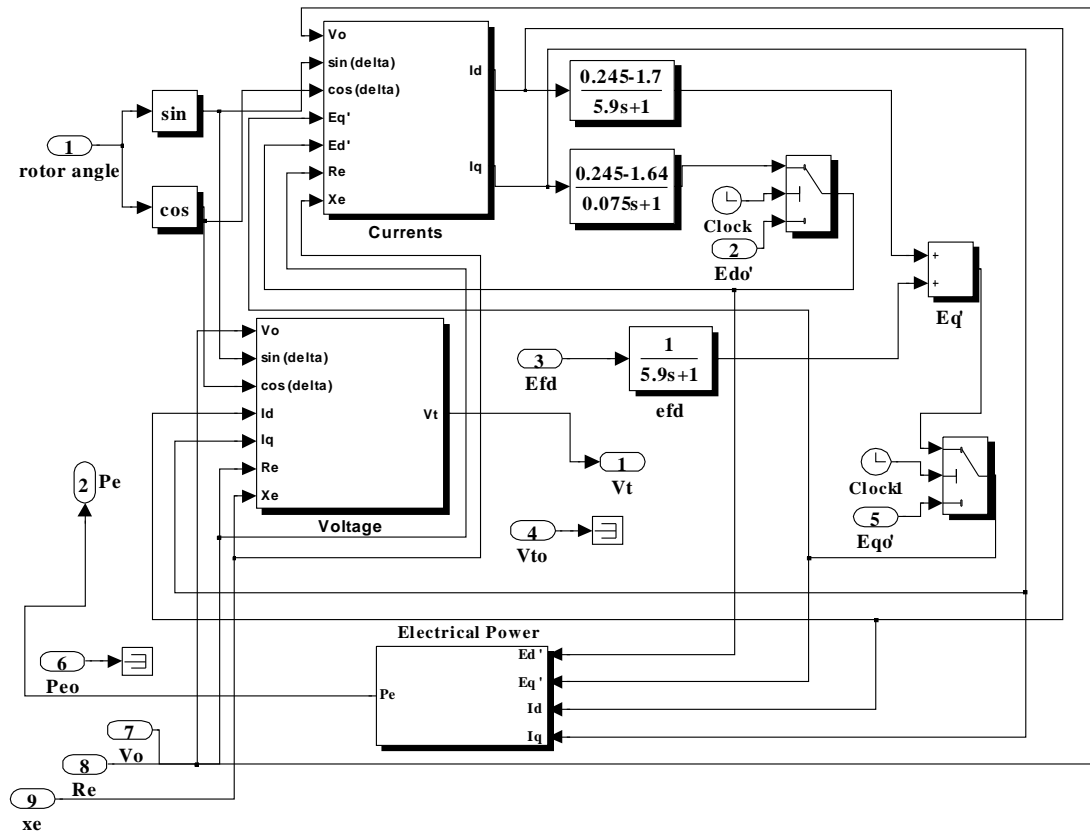 Vo
sin(delta)
cos(delta)
Eq'
Ed'
Re
Xe
Id
Iq
Currents
sin
cos
1
rotor angle
0.245-1.7
5.9s+1
0.245-1.64
0.075s+1
Clock
2
Edo'
+
+
Eq'
Vo
sin(delta)
cos(delta)
Id
Iq
Re
Xe
Vt
Voltage
3
Efd
1
5.9s+1
efd
1
Vt
4
Vto
Clock1
5
Eqo'
2
Pe
Electrical Power
Ed'
Eq'
Id
Iq
Pe
6
Peo
7
Vo
8
Re
9
xe